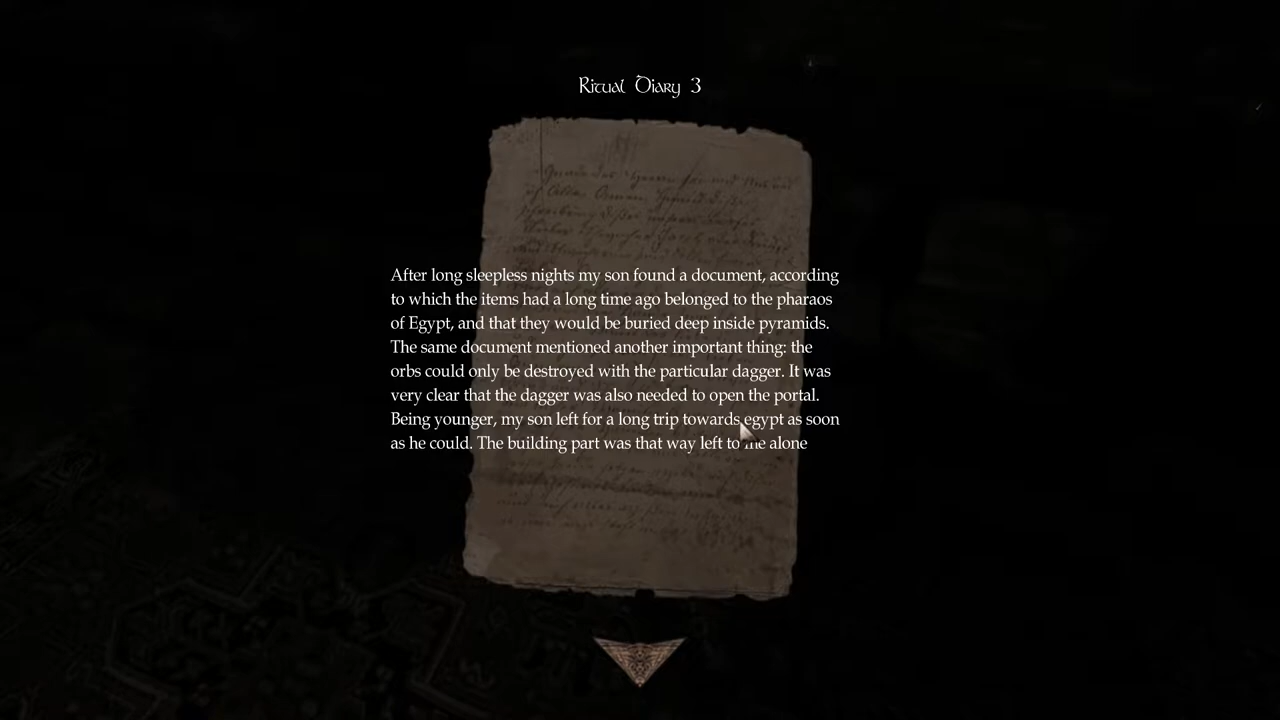 Ritual Diary 3
After long sleepless nights my son found a document, according
to which the items had a long time ago belonged to the pharaos
of Egypt, and that they would be buried deep inside pyramids.
The same document mentioned another important thing: the
orbs could only be destroyed with the particular dagger. It was
very clear that the dagger was also needed to open the portal.
Being younger, my son left for a long trip towards egypt as soon
as he could. The building part was that way left to me alone